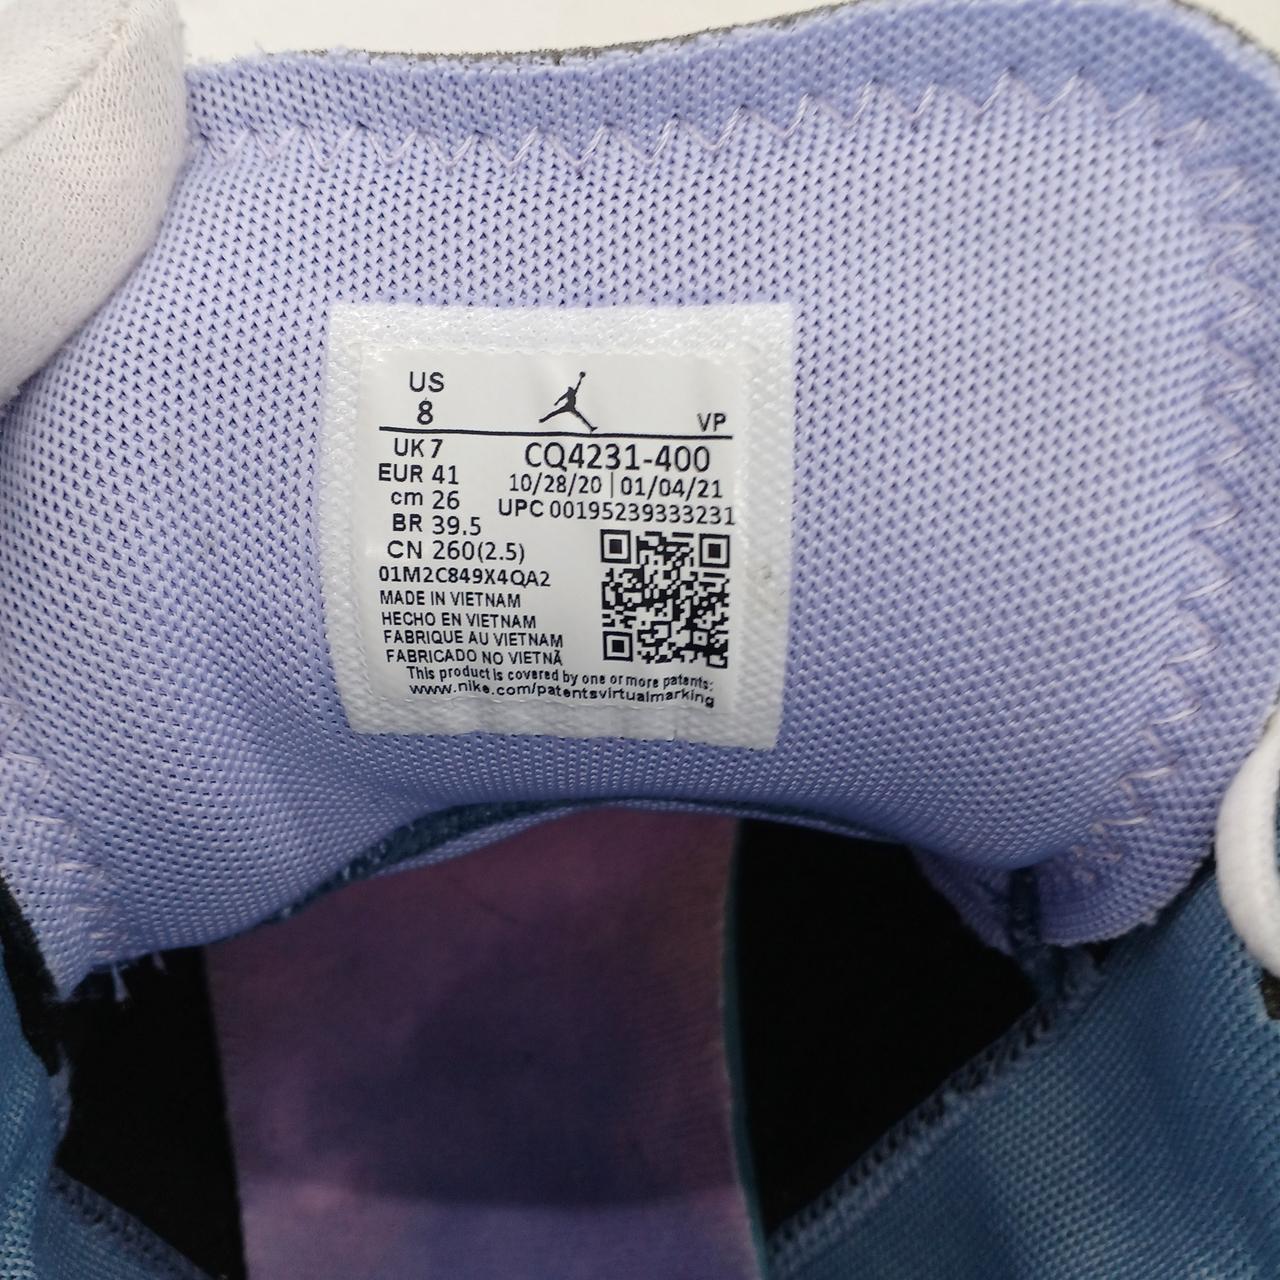 US
8
VP
UK 7
EUR 41
cm 26
BR 39.5
CN 260(2.5)
CQ4231-400
10/28/20 | 01/04/21
UPC 00195239333231
01M2C849X4QA2
MADE IN VIETNAM
HECHO EN VIETNAM
FABRIQUE AU VIETNAM
FABRICADO NO VIETNÃ
This product is covered by one or more patents:
www.nike.com/patentsvirtualmarking